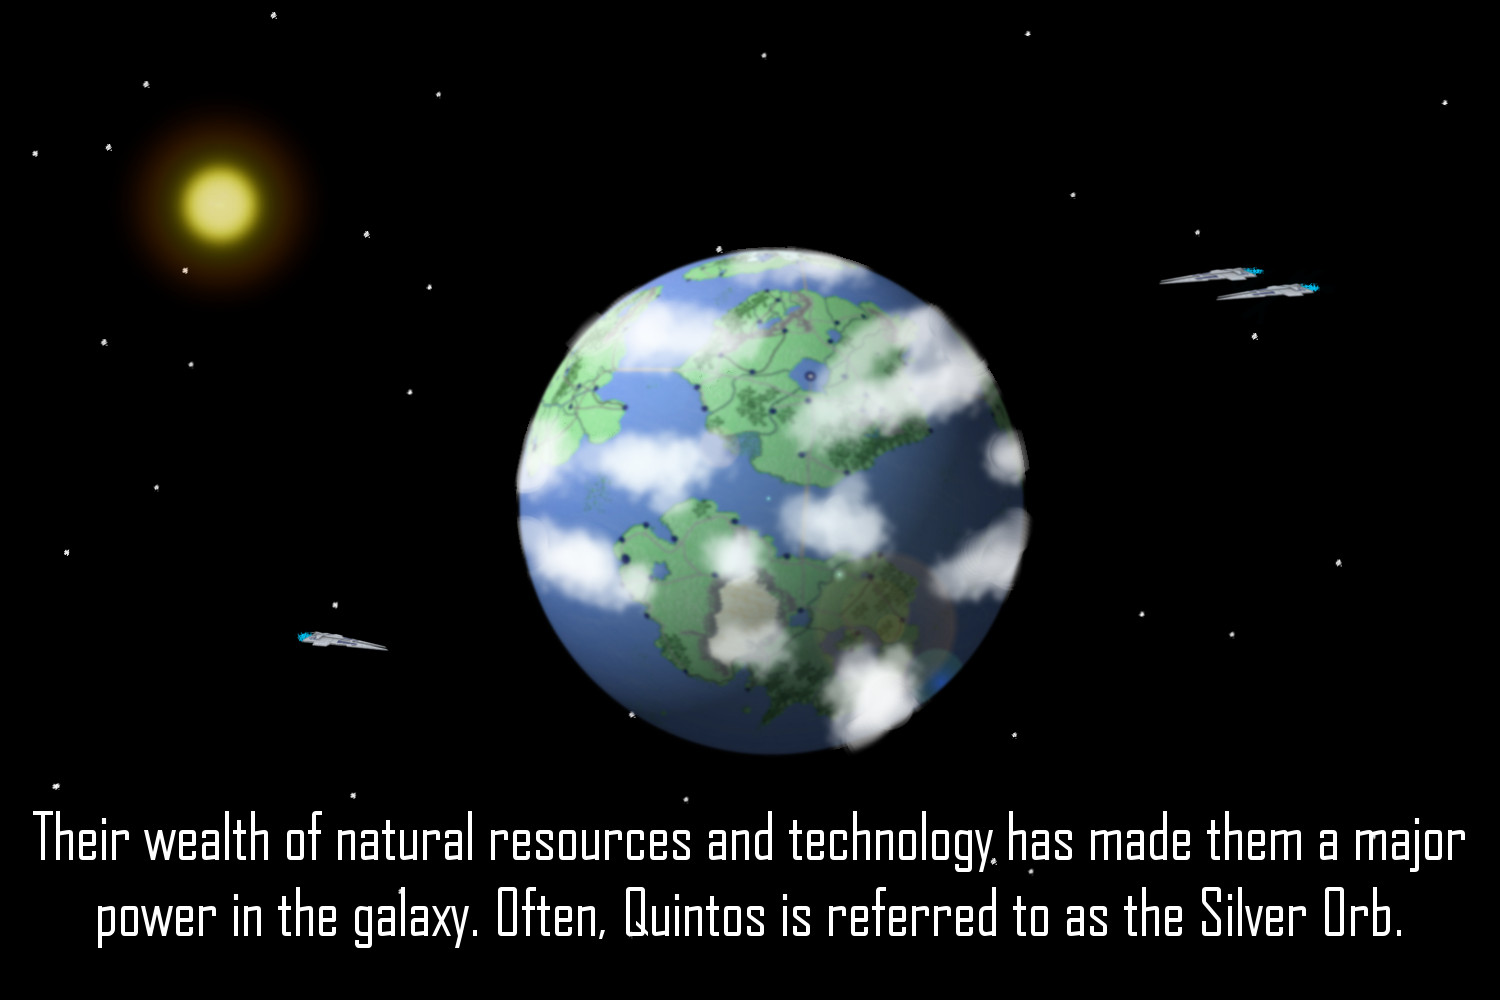 Their wealth of natural resources and technology has made them a major
power in the galaxy. Often, Quintos is referred to as the Silver Orb.